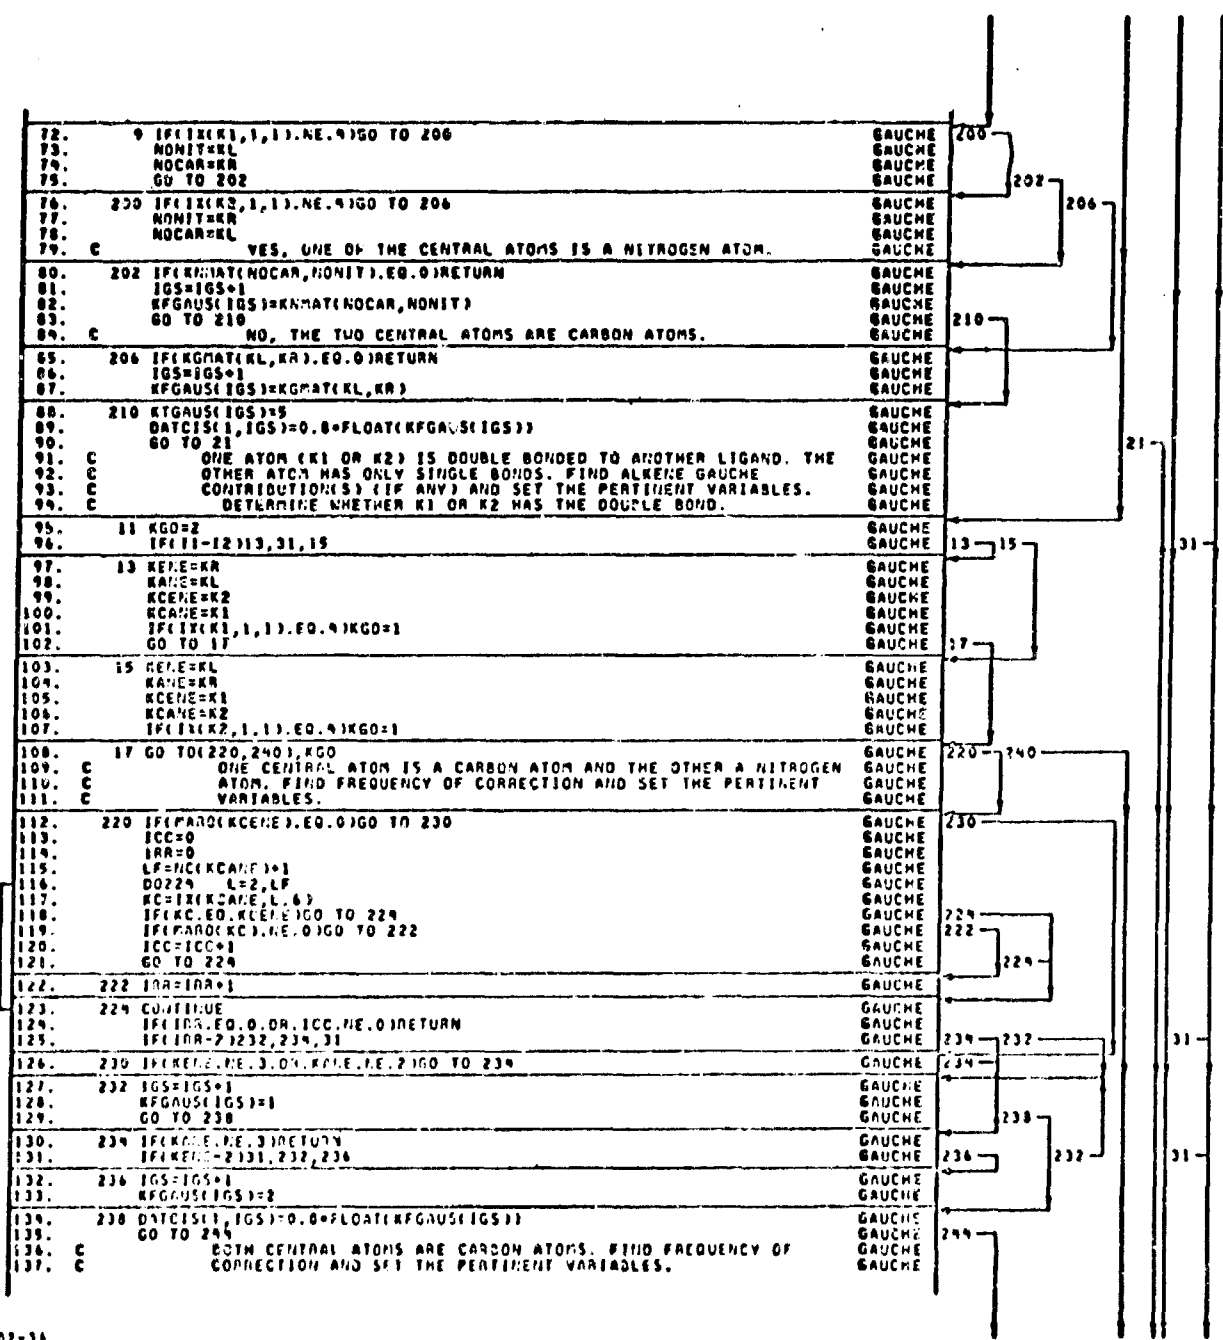 72. 9 IF(IX(K1,1,1).NE.4)GO TO 206 GAUCHE 200
73. NONIT=KL GAUCHE
74. NOCAR=KR GAUCHE
75. GO TO 202 GAUCHE 202
76. 200 IF(IX(K2,1,1).NE.4)GO TO 206 GAUCHE 206
77. NONIT=KR GAUCHE
78. NOCAR=KL GAUCHE
79. C YES, ONE OF THE CENTRAL ATOMS IS A NITROGEN ATOM. GAUCHE
80. 202 IF(KNMAT(NOCAR,NONIT).EQ.0)RETURN GAUCHE
81. IGS=IGS+1 GAUCHE
82. KFGAUS(IGS)=KNMAT(NOCAR,NONIT) GAUCHE
83. GO TO 210 GAUCHE 210
84. C NO, THE TWO CENTRAL ATOMS ARE CARBON ATOMS. GAUCHE
85. 206 IF(KGMAT(KL,KR).EQ.0)RETURN GAUCHE
86. IGS=IGS+1 GAUCHE
87. KFGAUS(IGS)=KGMAT(KL,KR) GAUCHE
88. 210 KTGAUS(IGS)=5 GAUCHE
89. DATCIS(1,IGS)=0.8*FLOAT(KFGAUS(IGS)) GAUCHE
90. GO TO 21 GAUCHE 21
91. C ONE ATOM (K1 OR K2) IS DOUBLE BONDED TO ANOTHER LIGAND. THE GAUCHE
92. C OTHER ATOM HAS ONLY SINGLE BONDS. FIND ALKENE GAUCHE GAUCHE
93. C CONTRIBUTION(S) (IF ANY) AND SET THE PERTINENT VARIABLES. GAUCHE
94. C DETERMINE WHETHER K1 OR K2 HAS THE DOUBLE BOND. GAUCHE
95. 11 KGO=2 GAUCHE
96. IF(I1-I2)13,31,15 GAUCHE 13 15 31
97. 13 KENE=KR GAUCHE
98. KANE=KL GAUCHE
99. KCENE=K2 GAUCHE
100. KCANE=K1 GAUCHE
101. IF(IX(K1,1,1).EQ.4)KGO=1 GAUCHE
102. GO TO 17 GAUCHE 17
103. 15 KENE=KL GAUCHE
104. KANE=KR GAUCHE
105. KCENE=K1 GAUCHE
106. KCANE=K2 GAUCHE
107. IF(IX(K2,1,1).EQ.4)KGO=1 GAUCHE
108. 17 GO TO(220,240),KGO GAUCHE 220 240
109. C ONE CENTRAL ATOM IS A CARBON ATOM AND THE OTHER A NITROGEN GAUCHE
110. C ATOM. FIND FREQUENCY OF CORRECTION AND SET THE PERTINENT GAUCHE
111. C VARIABLES. GAUCHE
112. 220 IF(MARO(KCENE).EQ.0)GO TO 230 GAUCHE 230
113. ICC=0 GAUCHE
114. IRR=0 GAUCHE
115. LF=NC(KCANE)+1 GAUCHE
116. DO224 L=2,LF GAUCHE
117. KC=IX(KCANE,L,6) GAUCHE
118. IF(KC.EQ.KCENE)GO TO 224 GAUCHE 224
119. IF(MARO(KC).NE.0)GO TO 222 GAUCHE 222
120. ICC=ICC+1 GAUCHE
121. GO TO 224 GAUCHE 224
122. 222 IRR=IRR+1 GAUCHE
123. 224 CONTINUE GAUCHE
124. IF(IRR.EQ.0.OR.ICC.NE.0)RETURN GAUCHE
125. IF(IRR-2)232,234,31 GAUCHE 234 232 31
126. 230 IF(KENE.NE.3.OR.KANE.NE.2)GO TO 234 GAUCHE 234
127. 232 IGS=IGS+1 GAUCHE
128. KFGAUS(IGS)=1 GAUCHE
129. GO TO 238 GAUCHE 238
130. 234 IF(KANE.NE.3)RETURN GAUCHE
131. IF(KENE-2)31,232,236 GAUCHE 236 232 31
132. 236 IGS=IGS+1 GAUCHE
133. KFGAUS(IGS)=2 GAUCHE
134. 238 DATCIS(1,IGS)=0.8*FLOAT(KFGAUS(IGS)) GAUCHE
135. GO TO 244 GAUCHE 244
136. C BOTH CENTRAL ATOMS ARE CARBON ATOMS. FIND FREQUENCY OF GAUCHE
137. C CORRECTION AND SET THE PERTINENT VARIABLES. GAUCHE